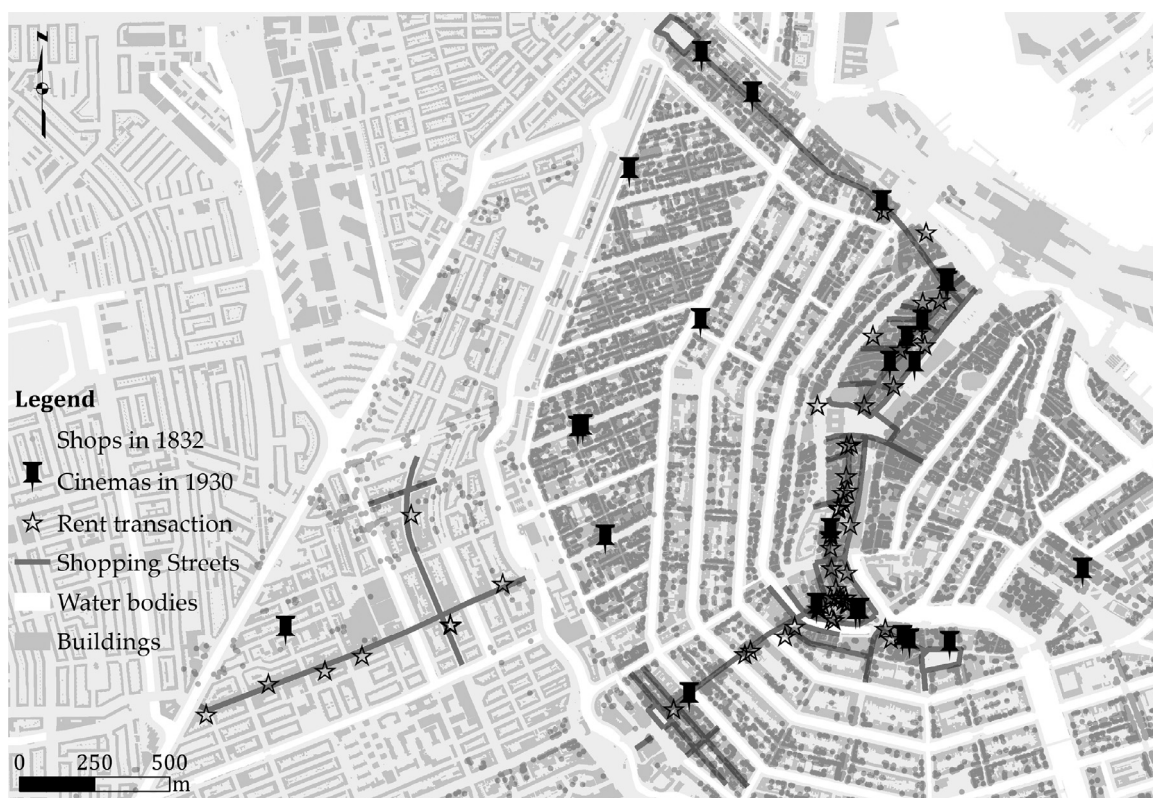 N
Legend
Shops in 1832
Cinemas in 1930
Rent transaction
Shopping Streets
Water bodies
Buildings
0 250 500
m